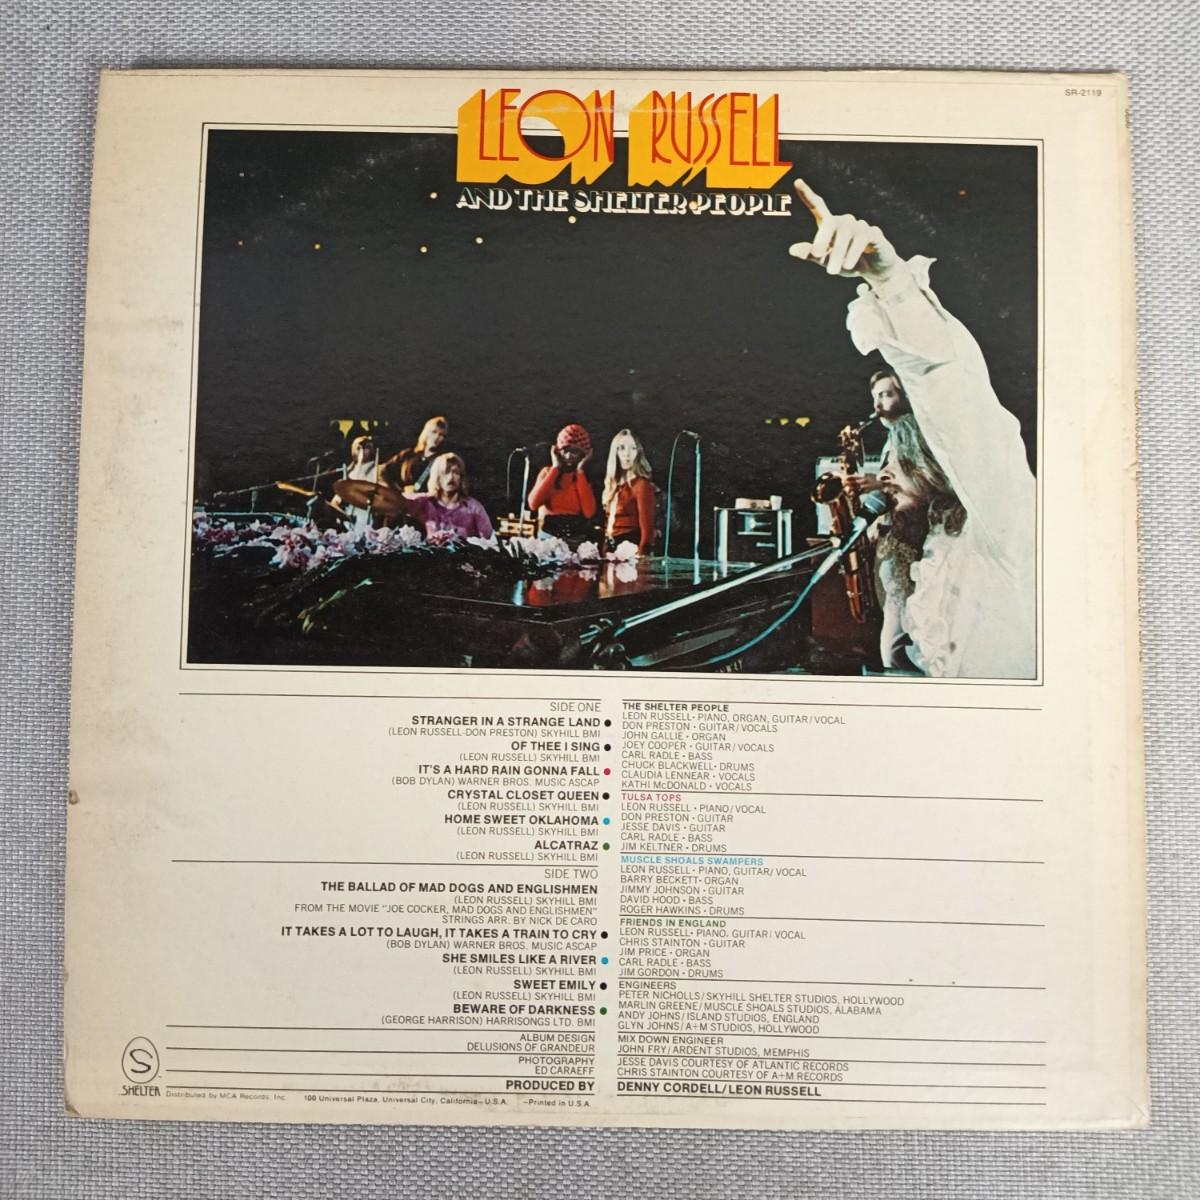 SR-2119
LEON RUSSELL
AND THE SHELTER PEOPLE
SIDE ONE
STRANGER IN A STRANGE LAND ●
(LEON RUSSELL-DON PRESTON) SKYHILL BMI
OF THEE I SING ●
(LEON RUSSELL) SKYHILL BMI
IT'S A HARD RAIN GONNA FALL ●
(BOB DYLAN) WARNER BROS. MUSIC ASCAP
CRYSTAL CLOSET QUEEN ●
(LEON RUSSELL) SKYHILL BMI
HOME SWEET OKLAHOMA ●
(LEON RUSSELL) SKYHILL BMI
ALCATRAZ ●
(LEON RUSSELL) SKYHILL BMI
SIDE TWO
THE BALLAD OF MAD DOGS AND ENGLISHMEN
(LEON RUSSELL) SKYHILL BMI
FROM THE MOVIE "JOE COCKER, MAD DOGS AND ENGLISHMEN"
STRINGS ARR. BY NICK DE CARO
IT TAKES A LOT TO LAUGH, IT TAKES A TRAIN TO CRY ●
(BOB DYLAN) WARNER BROS. MUSIC ASCAP
SHE SMILES LIKE A RIVER ●
(LEON RUSSELL) SKYHILL BMI
SWEET EMILY ●
(LEON RUSSELL) SKYHILL BMI
BEWARE OF DARKNESS ●
(GEORGE HARRISON) HARRISONGS LTD. BMI
ALBUM DESIGN
DELUSIONS OF GRANDEUR
PHOTOGRAPHY
ED CARAEFF
PRODUCED BY
THE SHELTER PEOPLE
LEON RUSSELL • PIANO, ORGAN, GUITAR/VOCAL
DON PRESTON • GUITAR/VOCALS
JOHN GALLIE • ORGAN
JOEY COOPER • GUITAR/VOCALS
CARL RADLE • BASS
CHUCK BLACKWELL • DRUMS
CLAUDIA LENNEAR • VOCALS
KATHI McDONALD • VOCALS
TULSA TOPS
LEON RUSSELL • PIANO/VOCAL
DON PRESTON • GUITAR
JESSE DAVIS • GUITAR
CARL RADLE • BASS
JIM KELTNER • DRUMS
MUSCLE SHOALS SWAMPERS
LEON RUSSELL • PIANO, GUITAR/VOCAL
BARRY BECKETT • ORGAN
JIMMY JOHNSON • GUITAR
DAVID HOOD • BASS
ROGER HAWKINS • DRUMS
FRIENDS IN ENGLAND
LEON RUSSELL • PIANO, GUITAR/VOCAL
CHRIS STAINTON • GUITAR
JIM PRICE • ORGAN
CARL RADLE • BASS
JIM GORDON • DRUMS
ENGINEERS
PETER NICHOLLS/SKYHILL SHELTER STUDIOS, HOLLYWOOD
MARLIN GREENE/MUSCLE SHOALS STUDIOS, ALABAMA
ANDY JOHNS/ISLAND STUDIOS, ENGLAND
GLYN JOHNS/A+M STUDIOS, HOLLYWOOD
MIX DOWN ENGINEER
JOHN FRY/ARDENT STUDIOS, MEMPHIS
JESSE DAVIS COURTESY OF ATLANTIC RECORDS
CHRIS STAINTON COURTESY OF A+M RECORDS
DENNY CORDELL/LEON RUSSELL
S
SHELTER
Distributed by MCA Records, Inc. 100 Universal Plaza, Universal City, California—U.S.A. —Printed in U.S.A.